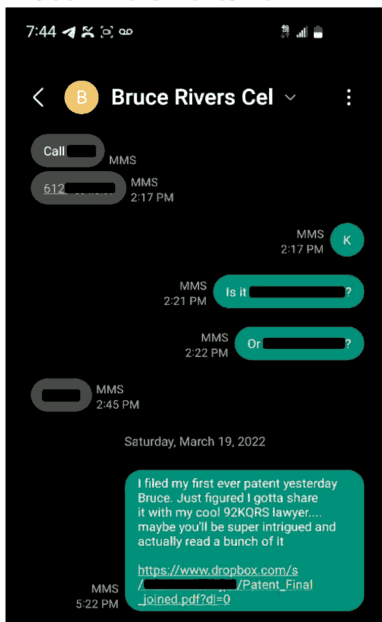 7:44
B Bruce Rivers Cel
Call
MMS
612
MMS
2:17 PM
MMS
2:17 PM
K
MMS
2:21 PM
Is it ?
MMS
2:22 PM
Or ?
MMS
2:45 PM
Saturday, March 19, 2022
I filed my first ever patent yesterday
Bruce. Just figured I gotta share
it with my cool 92KQRS lawyer....
maybe you'll be super intrigued and
actually read a bunch of it
https://www.dropbox.com/s
/ /Patent_Final
_joined.pdf?dl=0
MMS
5:22 PM